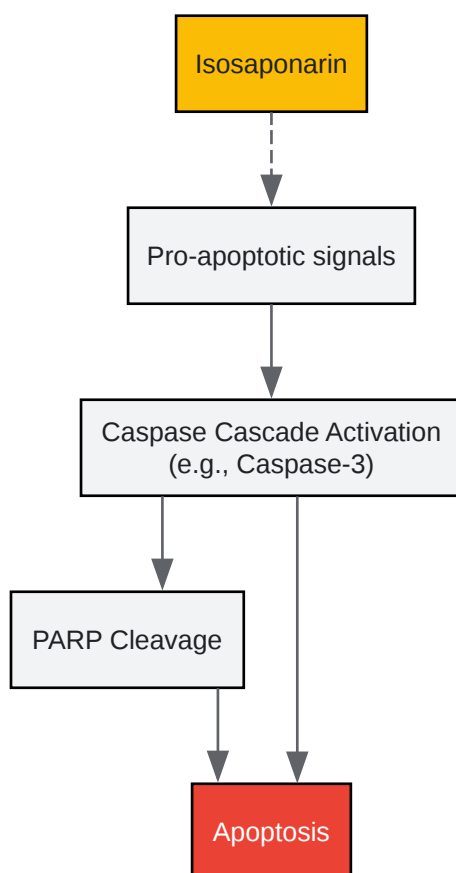 Isosaponarin
Pro-apoptotic signals
Caspase Cascade Activation
(e.g., Caspase-3)
PARP Cleavage
Apoptosis